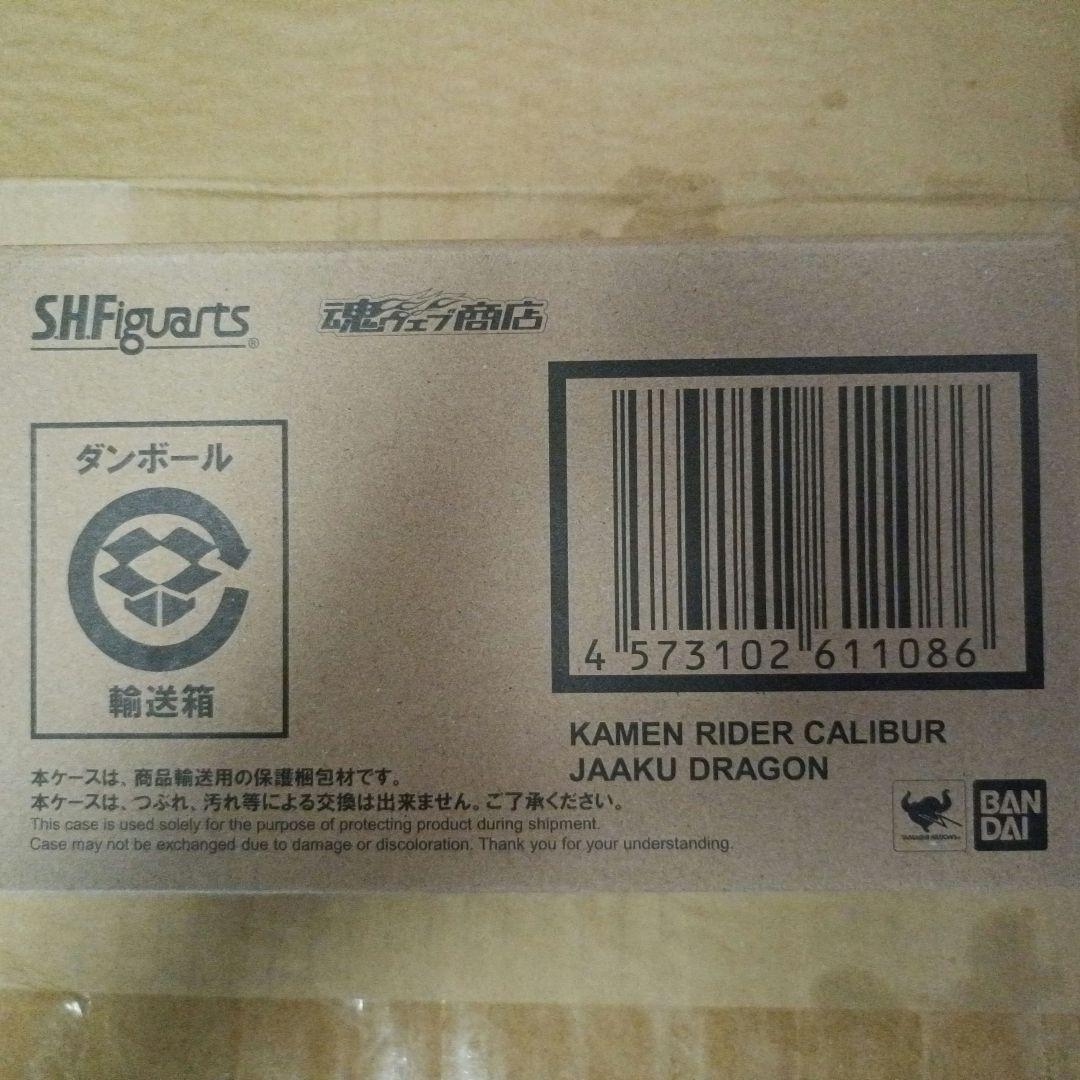 S.H.Figuarts®
魂ウェブ商店
ダンボール
輸送箱
4 573102 611086
KAMEN RIDER CALIBUR
JAAKU DRAGON
本ケースは、商品輸送用の保護梱包材です。
本ケースは、つぶれ、汚れ等による交換は出来ません。ご了承ください。
This case is used solely for the purpose of protecting product during shipment.
Case may not be exchanged due to damage or discoloration. Thank you for your understanding.
TAMASHII NATIONS
BAN
DAI